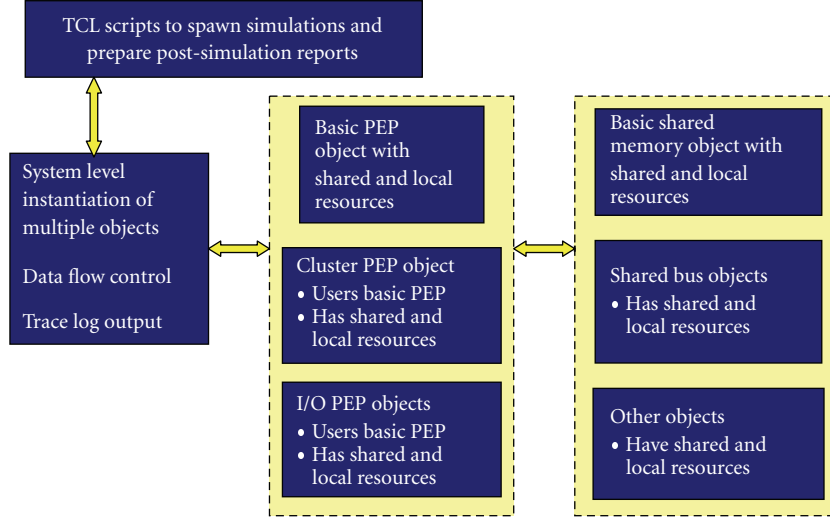 TCL scripts to spawn simulations and
prepare post-simulation reports
System level
instantiation of
multiple objects
Data flow control
Trace log output
Basic PEP
object with
shared and local
resources
Cluster PEP object
• Users basic PEP
• Has shared and
local resources
I/O PEP objects
• Users basic PEP
• Has shared and
local resources
Basic shared
memory object with
shared and local
resources
Shared bus objects
• Has shared and
local resources
Other objects
• Have shared and
local resources